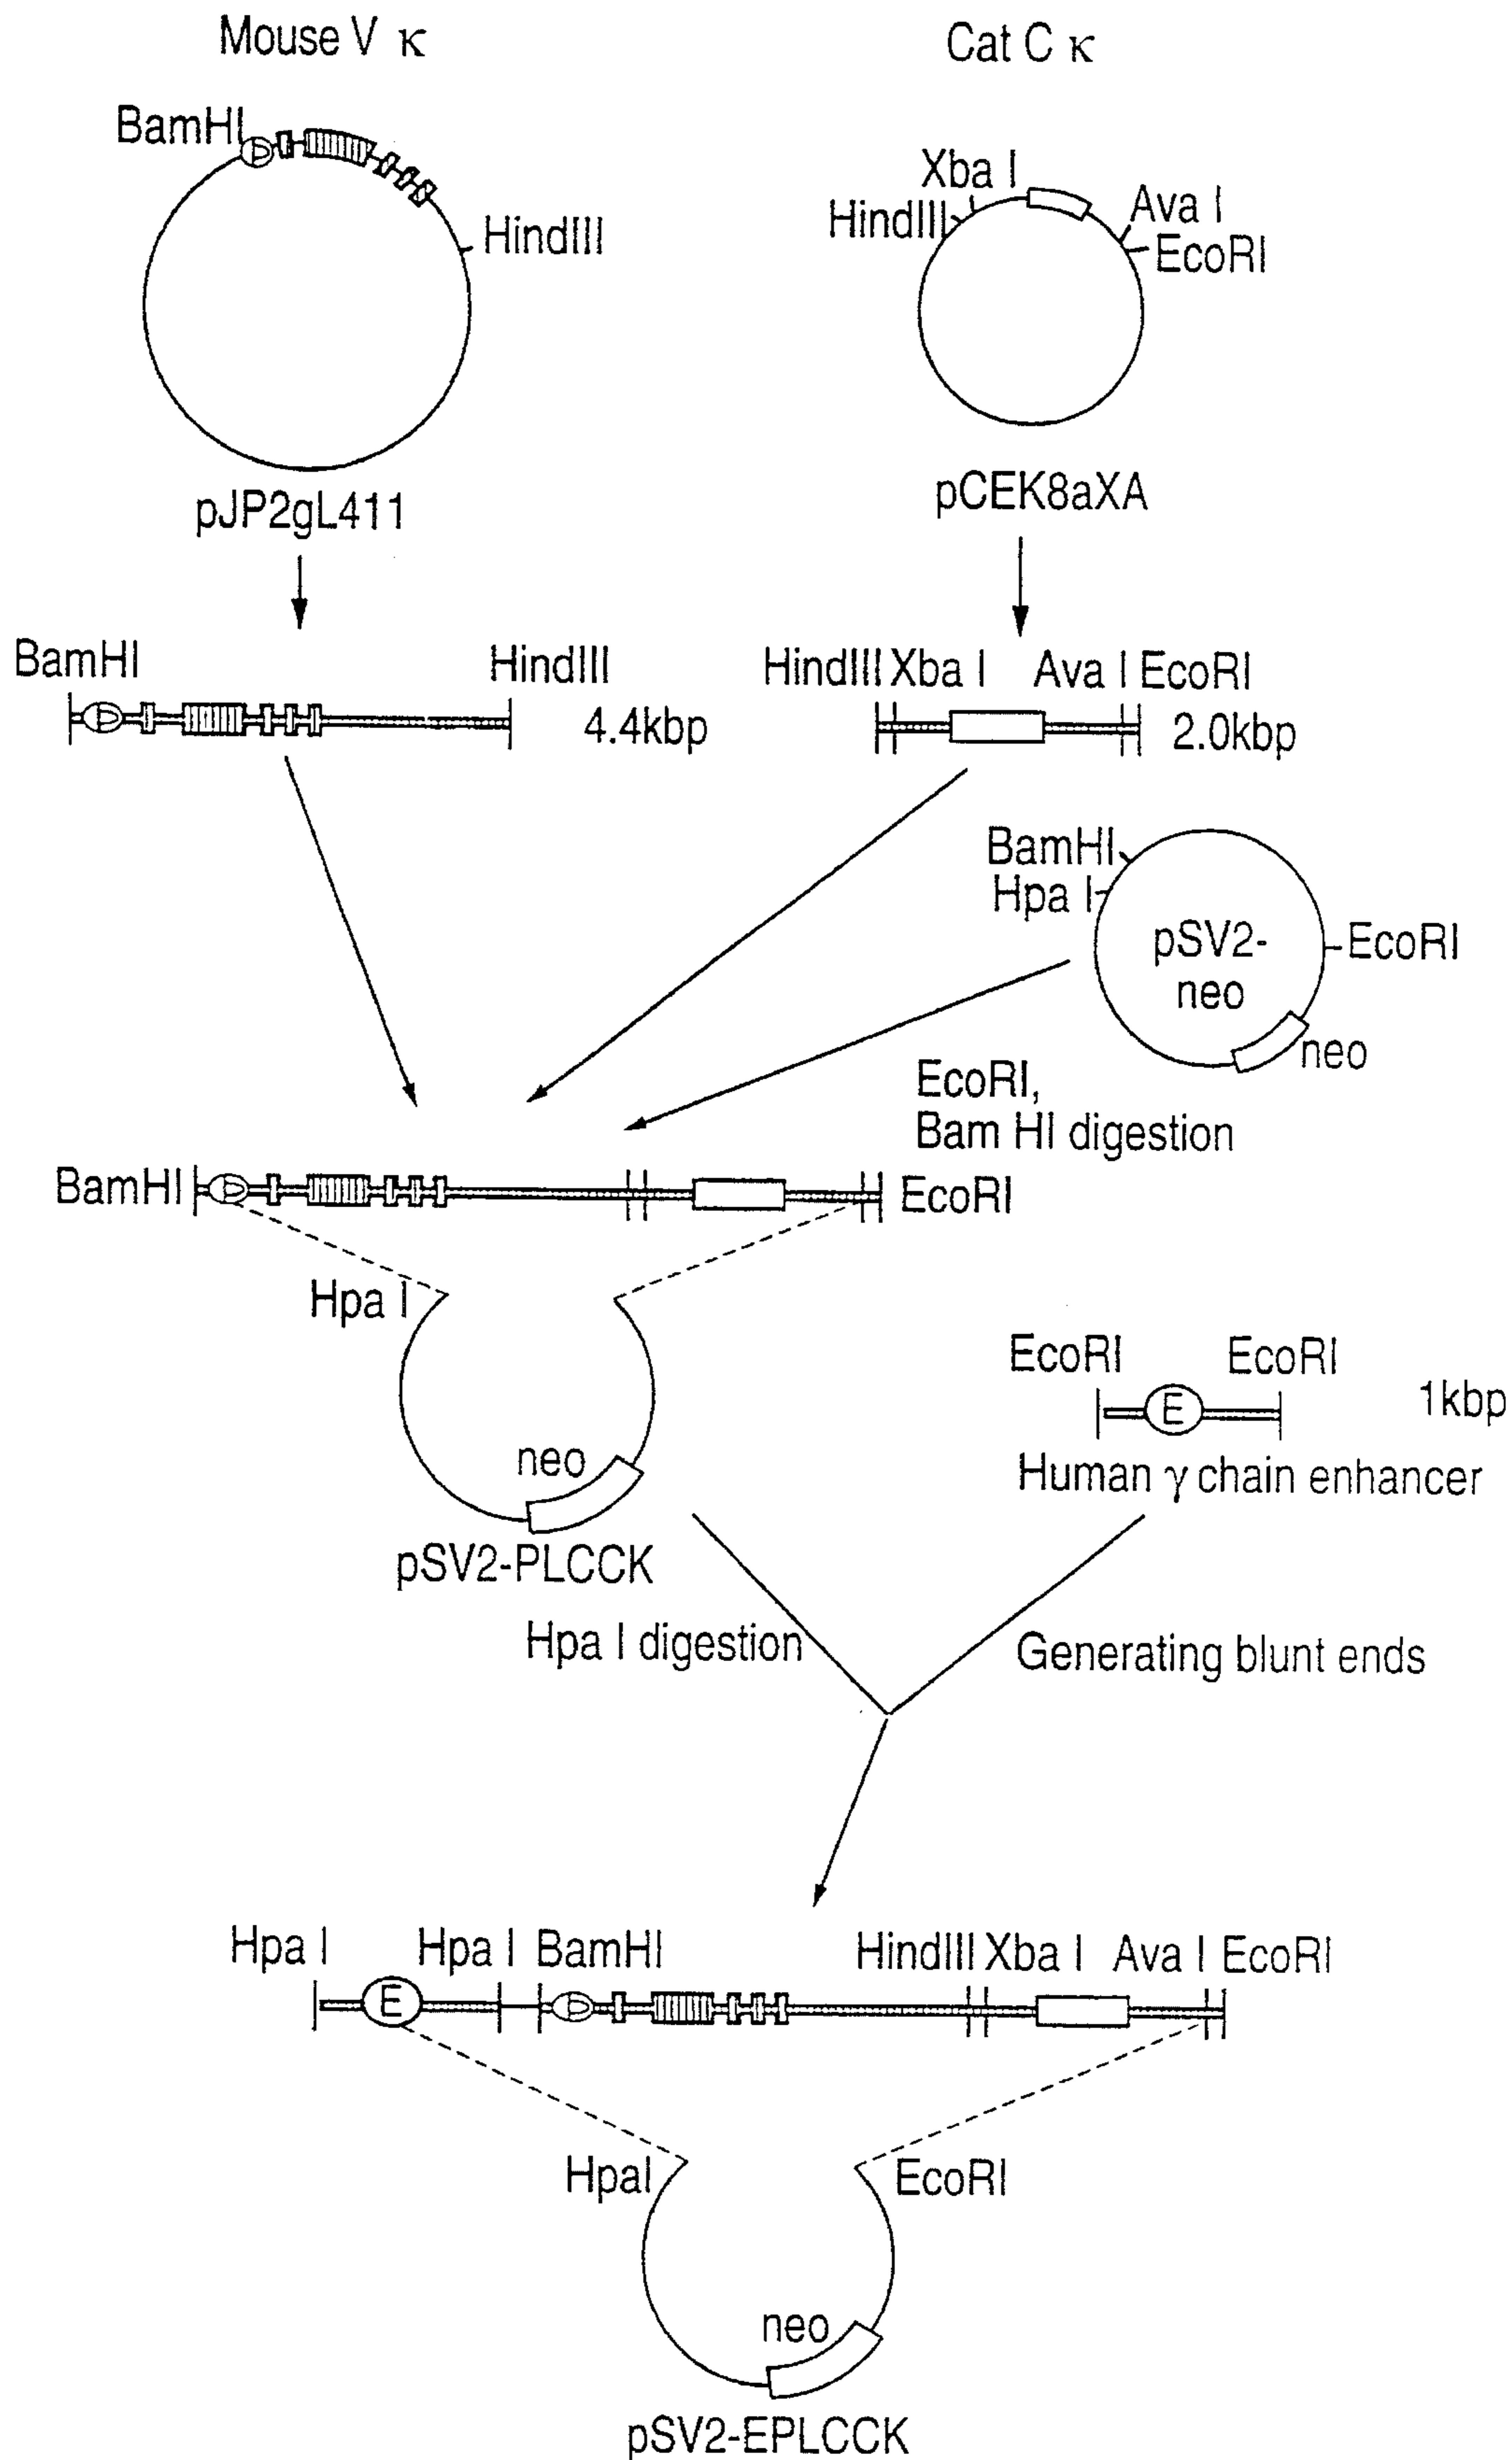 Mouse V κ
Cat C κ
BamHI
P
HindIII
Xba I
HindIII
Ava I
EcoRI
pJP2gL411
pCEK8aXA
BamHI
HindIII
P
4.4kbp
HindIII Xba I Ava I EcoRI
2.0kbp
BamHI
Hpa I
pSV2-
neo
EcoRI
neo
EcoRI,
Bam HI digestion
BamHI
P
EcoRI
Hpa I
neo
pSV2-PLCCK
EcoRI EcoRI
E
1kbp
Human γ chain enhancer
Hpa I digestion
Generating blunt ends
Hpa I Hpa I BamHI HindIII Xba I Ava I EcoRI
E
P
HpaI
EcoRI
neo
pSV2-EPLCCK